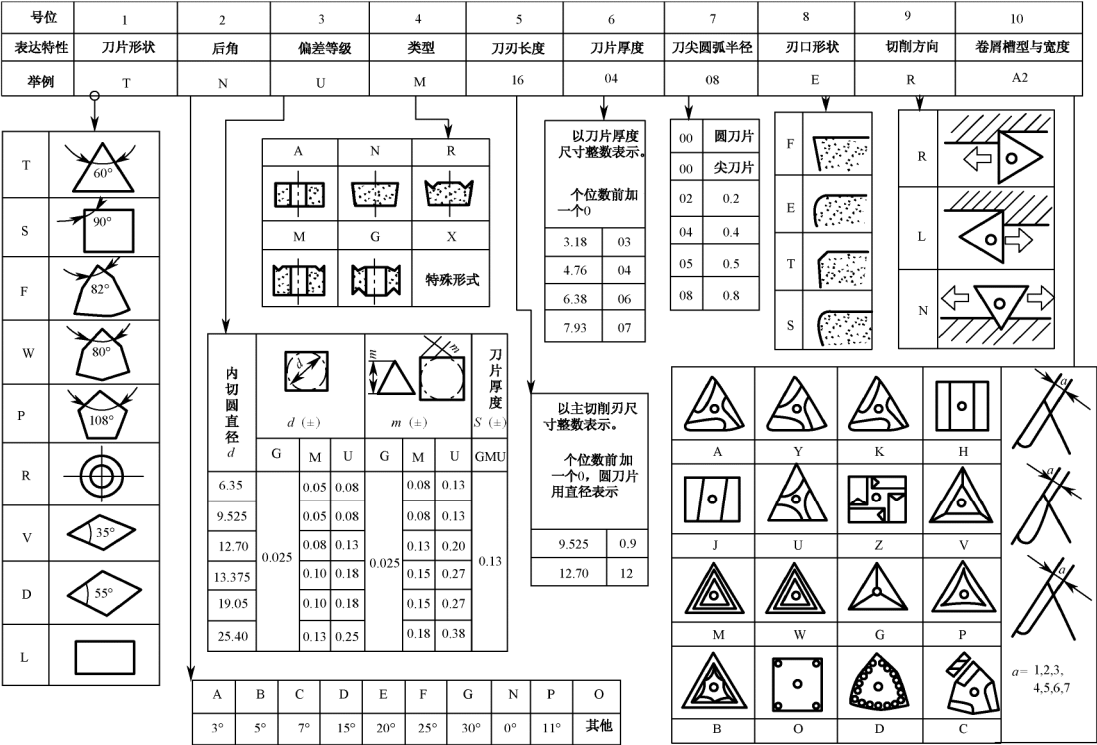 号位 1 2 3 4 5 6 7 8 9 10
表达特性 刀片形状 后角 偏差等级 类型 刀刃长度 刀片厚度 刀尖圆弧半径 刃口形状 切削方向 卷屑槽型与宽度
举例 T N U M 16 04 08 E R A2
T 60°
S 90°
F 82°
W 80°
P 108°
R
V 35°
D 55°
L
A N R
M G X
特殊形式
内切圆直径d
d
d (±)
m
m
m (±)
刀片厚度
S (±)
G M U G M U GMU
6.35 0.05 0.08 0.08 0.13
9.525 0.05 0.08 0.08 0.13
12.70 0.08 0.13 0.13 0.20
0.025 0.025 0.13
13.375 0.10 0.18 0.15 0.27
19.05 0.10 0.18 0.15 0.27
25.40 0.13 0.25 0.18 0.38
A B C D E F G N P O
3° 5° 7° 15° 20° 25° 30° 0° 11° 其他
以刀片厚度
尺寸整数表示。
个位数前加
一个0
3.18 03
4.76 04
6.38 06
7.93 07
以主切削刃尺
寸整数表示。
个位数前加
一个0，圆刀片
用直径表示
9.525 0.9
12.70 12
00 圆刀片
00 尖刀片
02 0.2
04 0.4
05 0.5
08 0.8
F
E
T
S
R
L
N
A Y K H
J U Z V
M W G P
B O D C
a
a
a
a= 1,2,3,
4,5,6,7